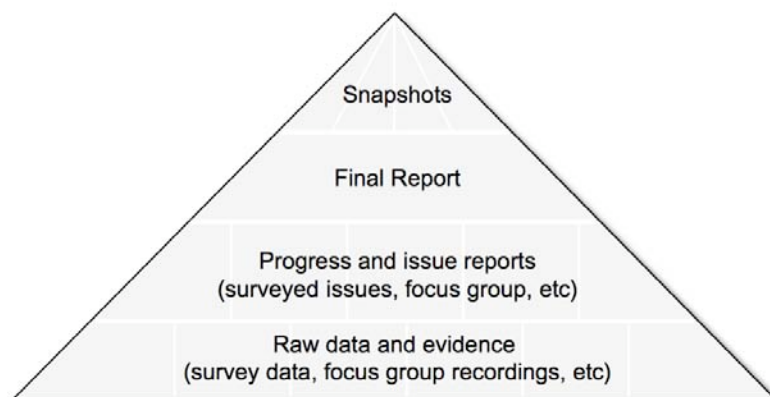 Snapshots
Final Report
Progress and issue reports
(surveyed issues, focus group, etc)
Raw data and evidence
(survey data, focus group recordings, etc)